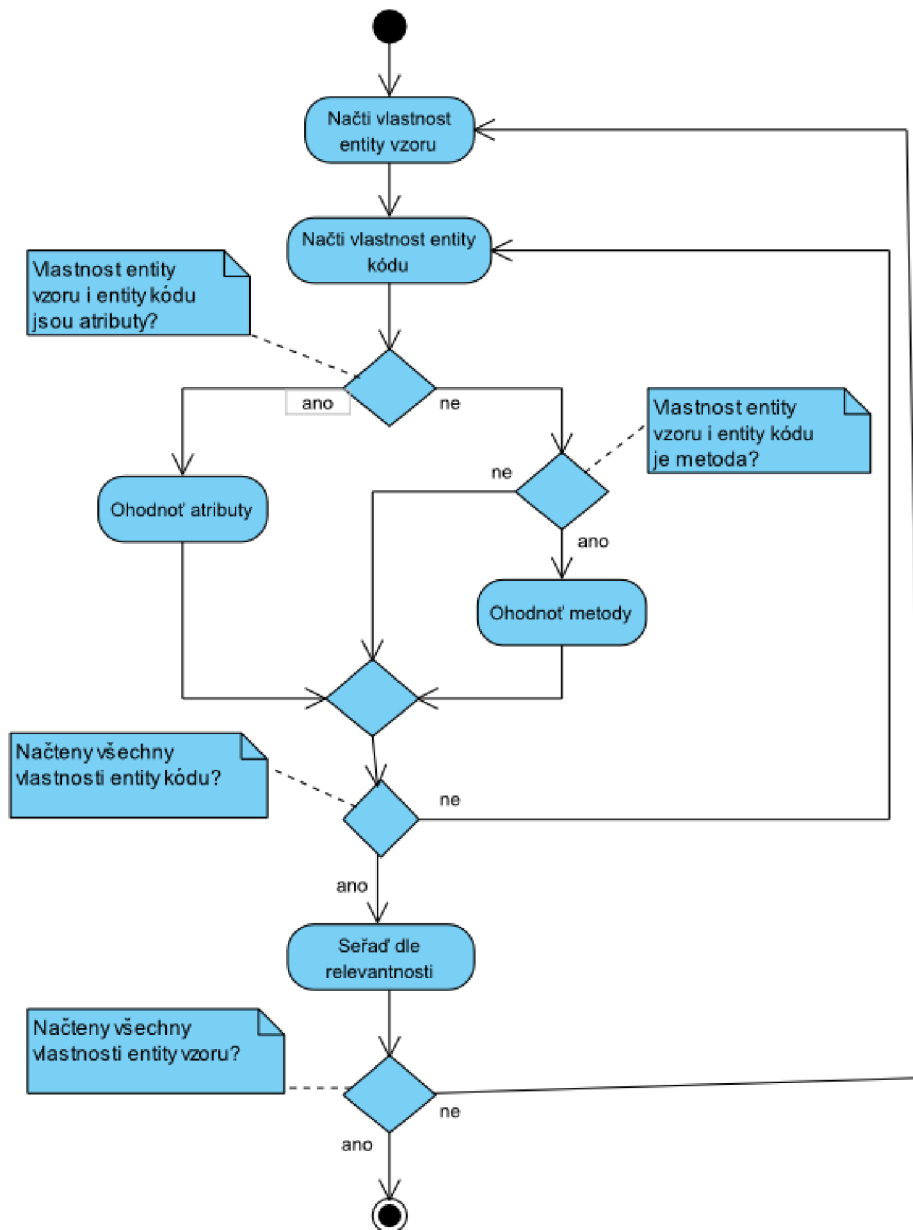 Načti vlastnost
entity vzoru
Načti vlastnost entity
kódu
Vlastnost entity
vzoru i entity kódu
jsou atributy?
ano
ne
Vlastnost entity
vzoru i entity kódu
je metoda?
ne
Ohodnoť atributy
ano
Ohodnoť metody
Načteny všechny
vlastnosti entity kódu?
ne
ano
Seřaď dle
relevantnosti
Načteny všechny
vlastnosti entity vzoru?
ne
ano